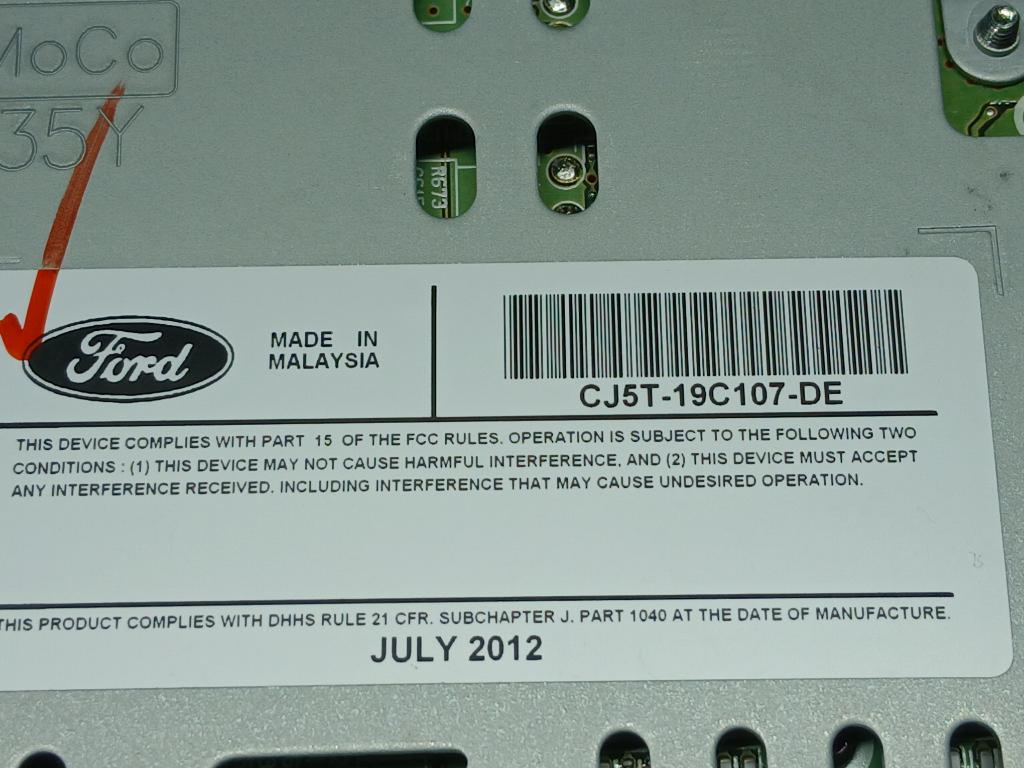 MoCo
35Y
R673
Ford
MADE IN
MALAYSIA
CJ5T-19C107-DE
THIS DEVICE COMPLIES WITH PART 15 OF THE FCC RULES. OPERATION IS SUBJECT TO THE FOLLOWING TWO
CONDITIONS : (1) THIS DEVICE MAY NOT CAUSE HARMFUL INTERFERENCE, AND (2) THIS DEVICE MUST ACCEPT
ANY INTERFERENCE RECEIVED. INCLUDING INTERFERENCE THAT MAY CAUSE UNDESIRED OPERATION.
THIS PRODUCT COMPLIES WITH DHHS RULE 21 CFR. SUBCHAPTER J. PART 1040 AT THE DATE OF MANUFACTURE.
JULY 2012